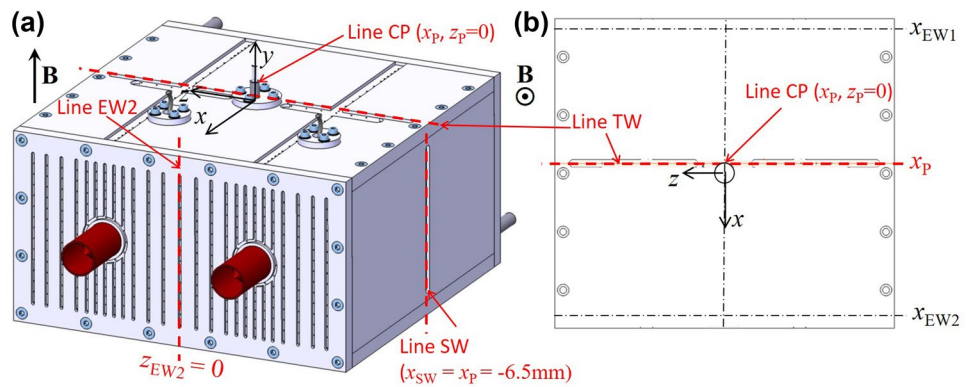 (a)
B
Line EW2
Line CP (xP, zP=0)
y
z
x
Line TW
zEW2 = 0
Line SW
(xSW = xP = -6.5mm)
(b)
B
xEW1
Line CP (xP, zP=0)
xP
z
x
xEW2